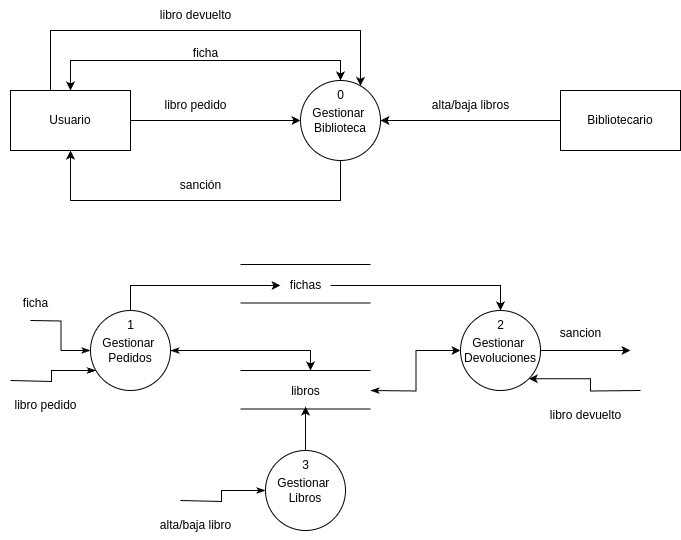 libro devuelto
ficha
0
Usuario
libro pedido
Gestionar
Biblioteca
alta/baja libros
Bibliotecario
sanción
fichas
ficha
1
Gestionar
Pedidos
2
Gestionar
Devoluciones
sancion
libro pedido
libros
libro devuelto
3
Gestionar
Libros
alta/baja libro